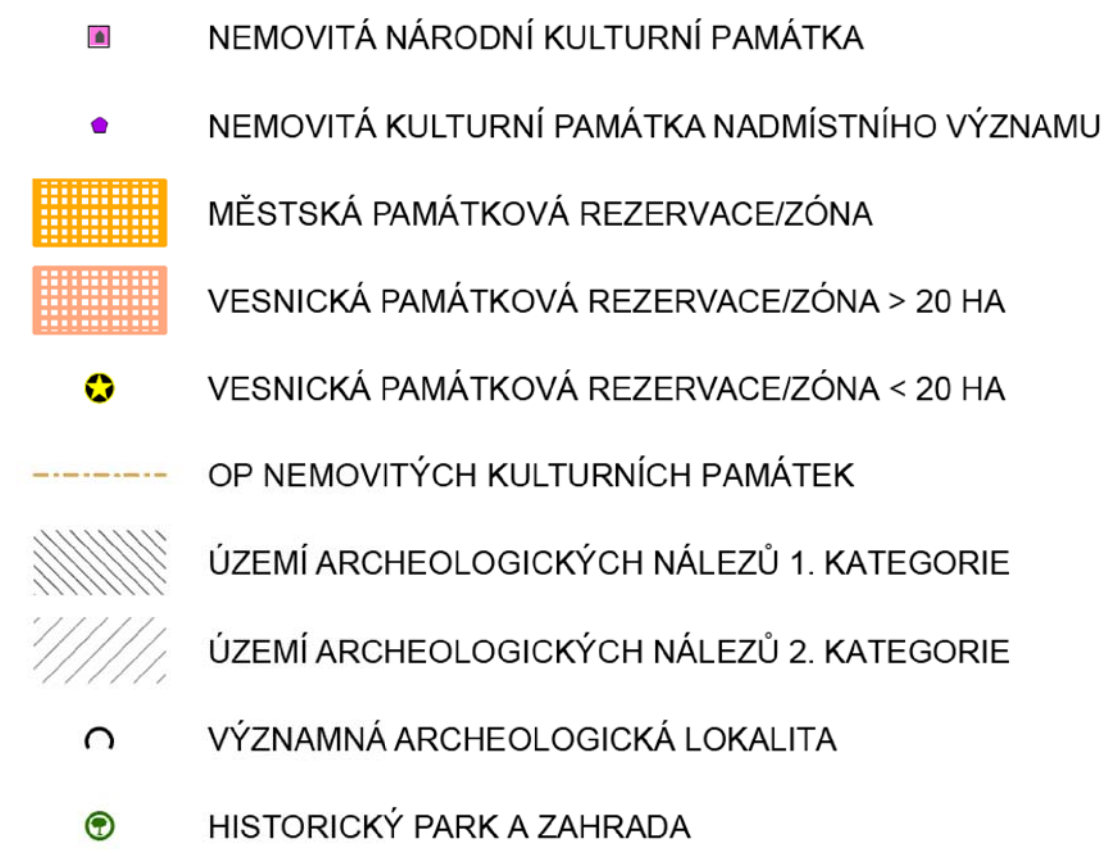 NEMOVITÁ NÁRODNÍ KULTURNÍ PAMÁTKA
NEMOVITÁ KULTURNÍ PAMÁTKA NADMÍSTNÍHO VÝZNAMU
MĚSTSKÁ PAMÁTKOVÁ REZERVACE/ZÓNA
VESNICKÁ PAMÁTKOVÁ REZERVACE/ZÓNA > 20 HA
VESNICKÁ PAMÁTKOVÁ REZERVACE/ZÓNA < 20 HA
OP NEMOVITÝCH KULTURNÍCH PAMÁTEK
ÚZEMÍ ARCHEOLOGICKÝCH NÁLEZŮ 1. KATEGORIE
ÚZEMÍ ARCHEOLOGICKÝCH NÁLEZŮ 2. KATEGORIE
VÝZNAMNÁ ARCHEOLOGICKÁ LOKALITA
HISTORICKÝ PARK A ZAHRADA